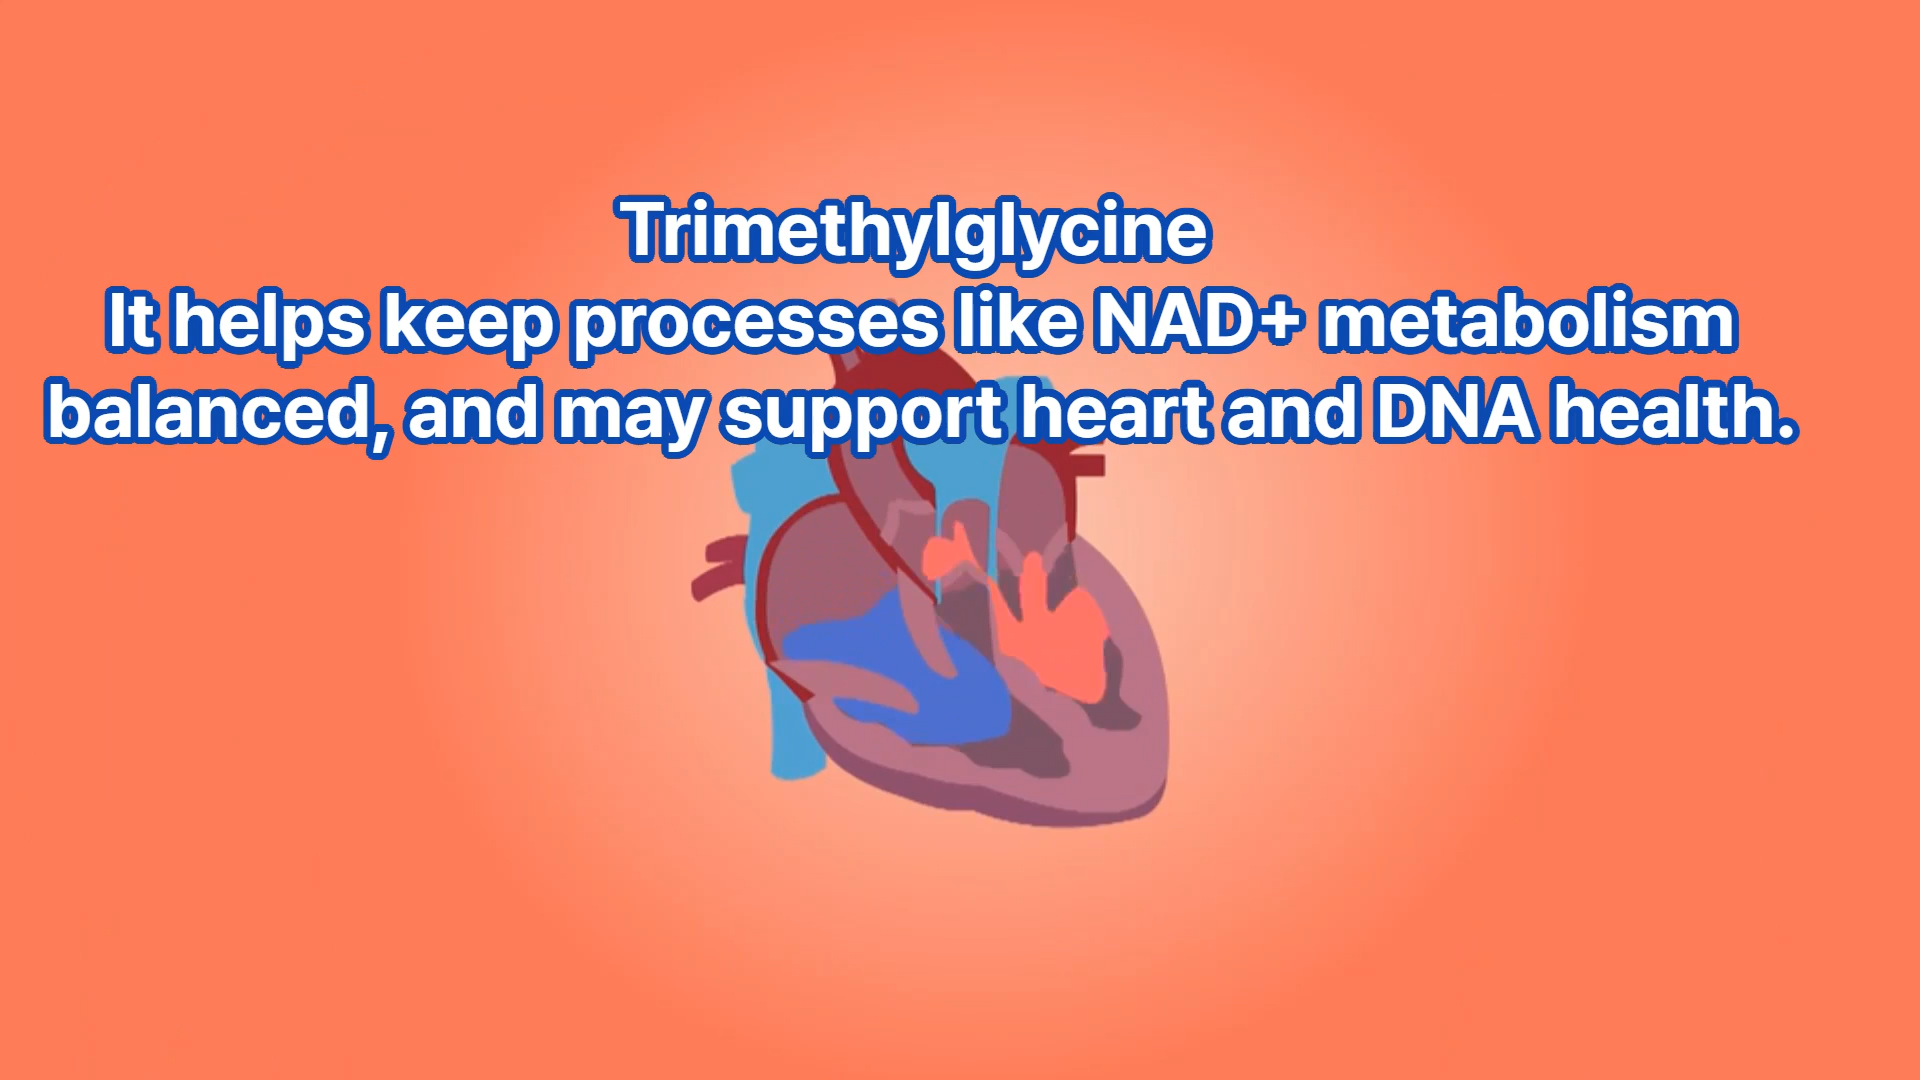 Trimethylglycine
It helps keep processes like NAD+ metabolism
balanced, and may support heart and DNA health.